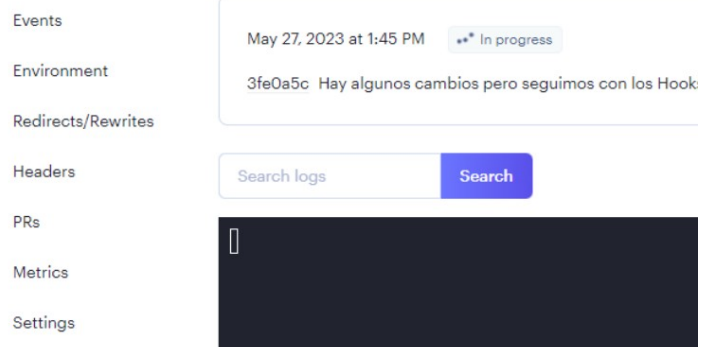 Events
Environment
Redirects/Rewrites
Headers
PRs
Metrics
Settings
May 27, 2023 at 1:45 PM In progress
3fe0a5c Hay algunos cambios pero seguimos con los Hook
Search logs Search